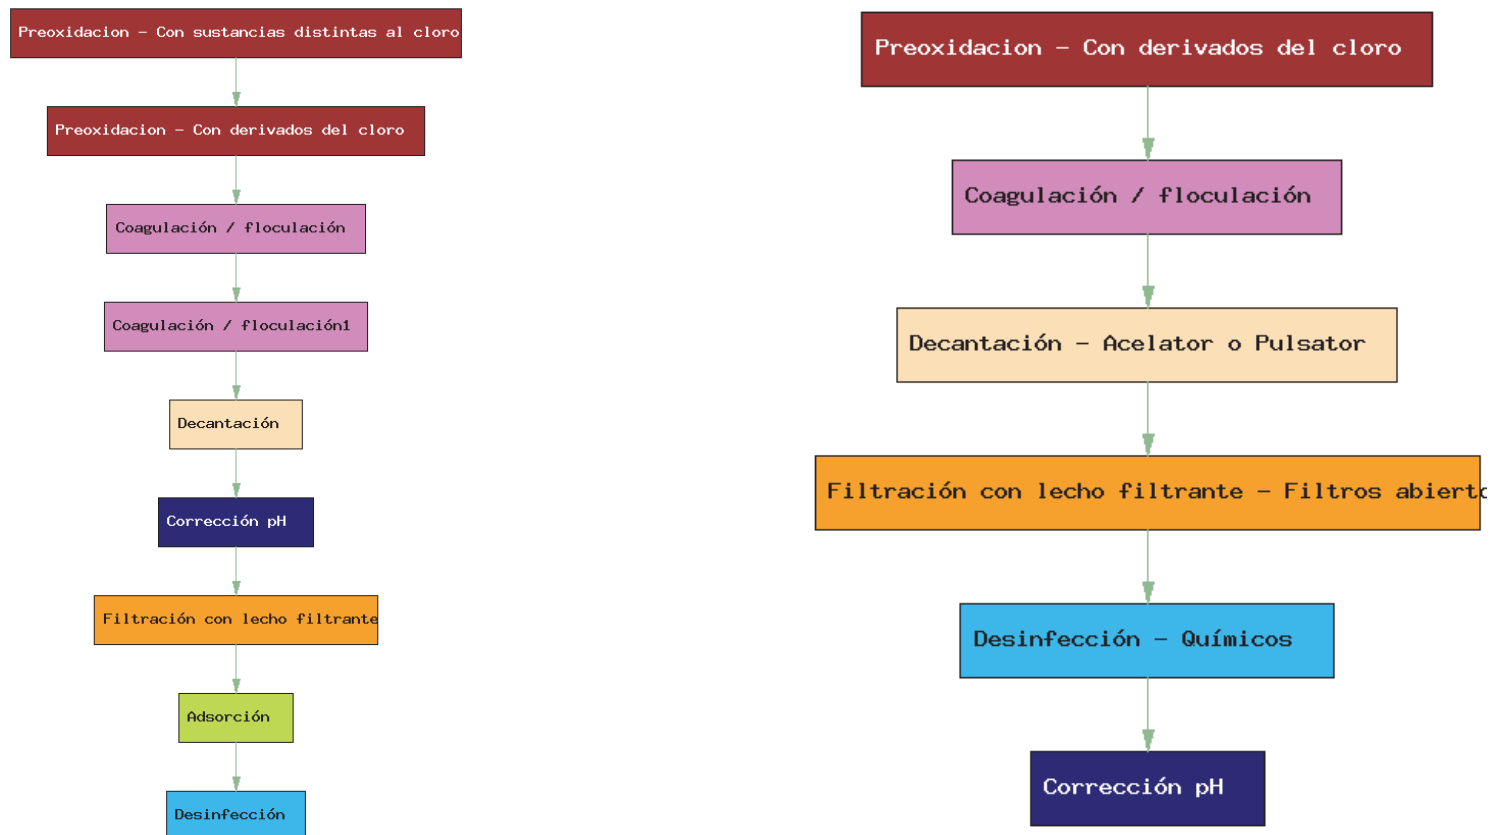 Preoxidacion - Con sustancias distintas al cloro
Preoxidacion - Con derivados del cloro
Coagulación / floculación
Coagulación / floculación1
Decantación
Corrección pH
Filtración con lecho filtrante
Adsorción
Desinfección
Preoxidacion - Con derivados del cloro
Coagulación / floculación
Decantación - Acelator o Pulsator
Filtración con lecho filtrante - Filtros abierto
Desinfección - Químicos
Corrección pH